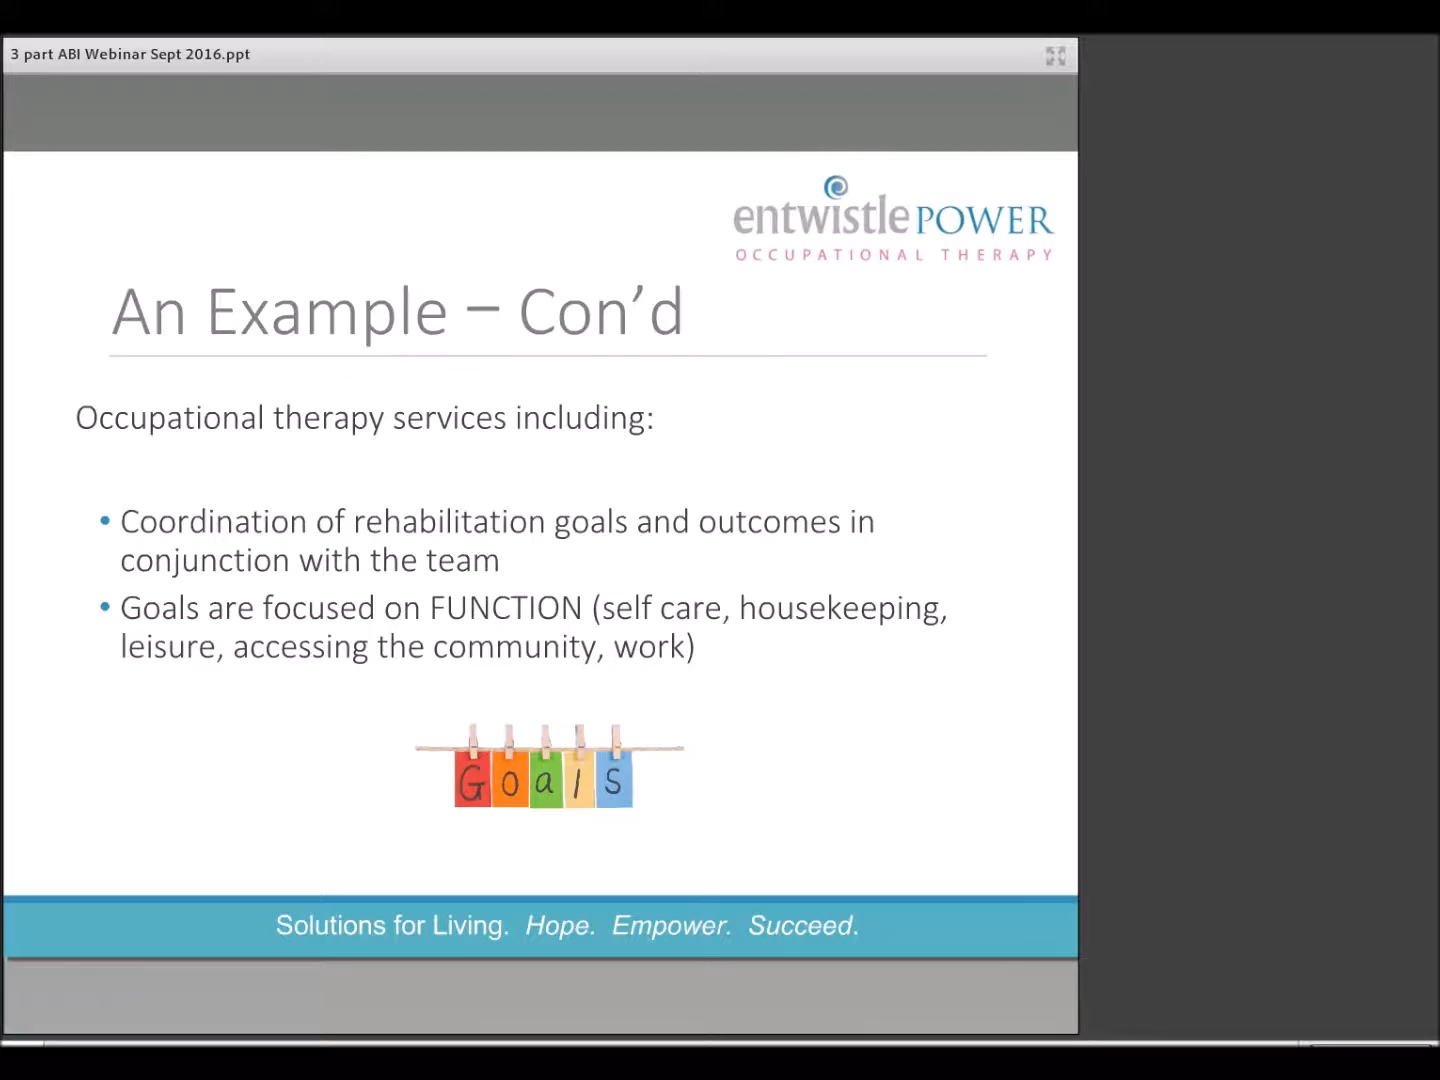 3 part ABI Webinar Sept 2016.ppt
entwistle POWER
OCCUPATIONAL THERAPY
An Example – Con’d
Occupational therapy services including:
• Coordination of rehabilitation goals and outcomes in
conjunction with the team
• Goals are focused on FUNCTION (self care, housekeeping,
leisure, accessing the community, work)
Goals
Solutions for Living. Hope. Empower. Succeed.